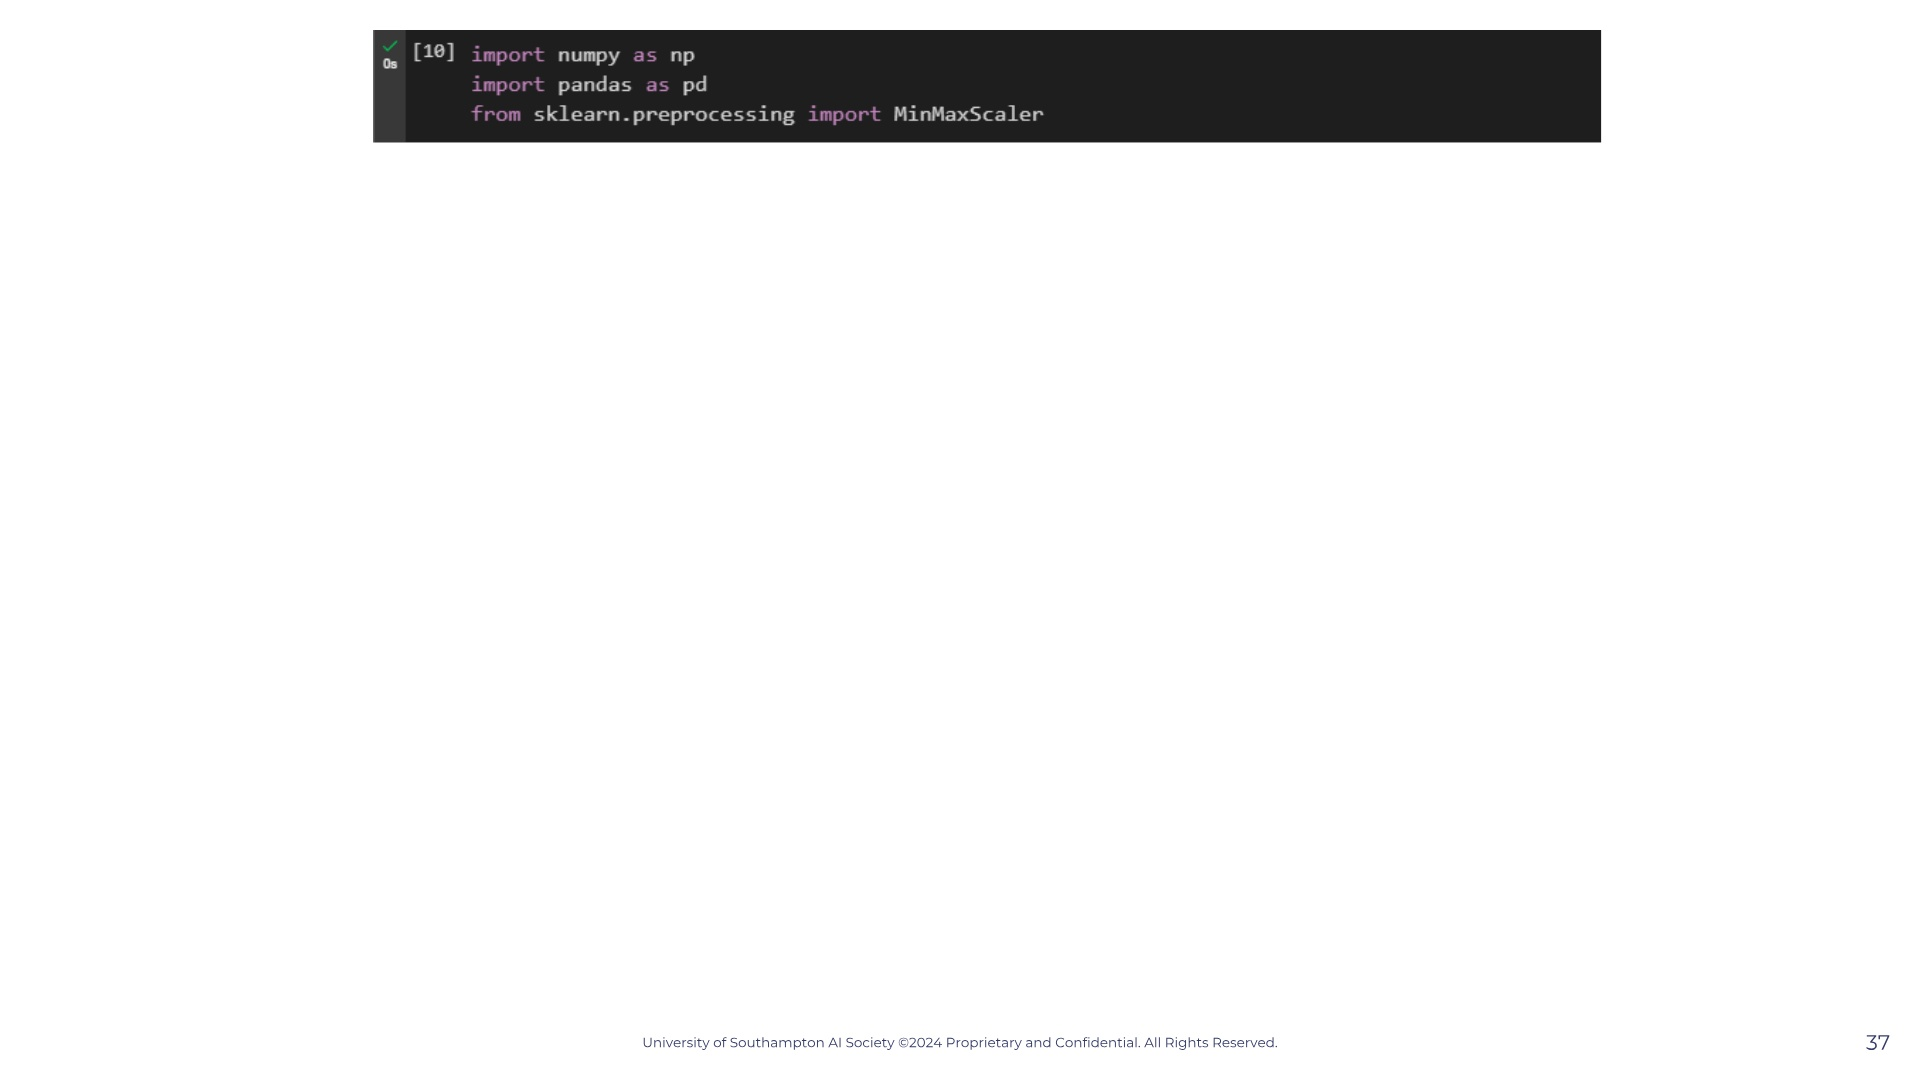 [10] import numpy as np
0s
import pandas as pd
from sklearn.preprocessing import MinMaxScaler
University of Southampton AI Society ©2024 Proprietary and Confidential. All Rights Reserved.
37